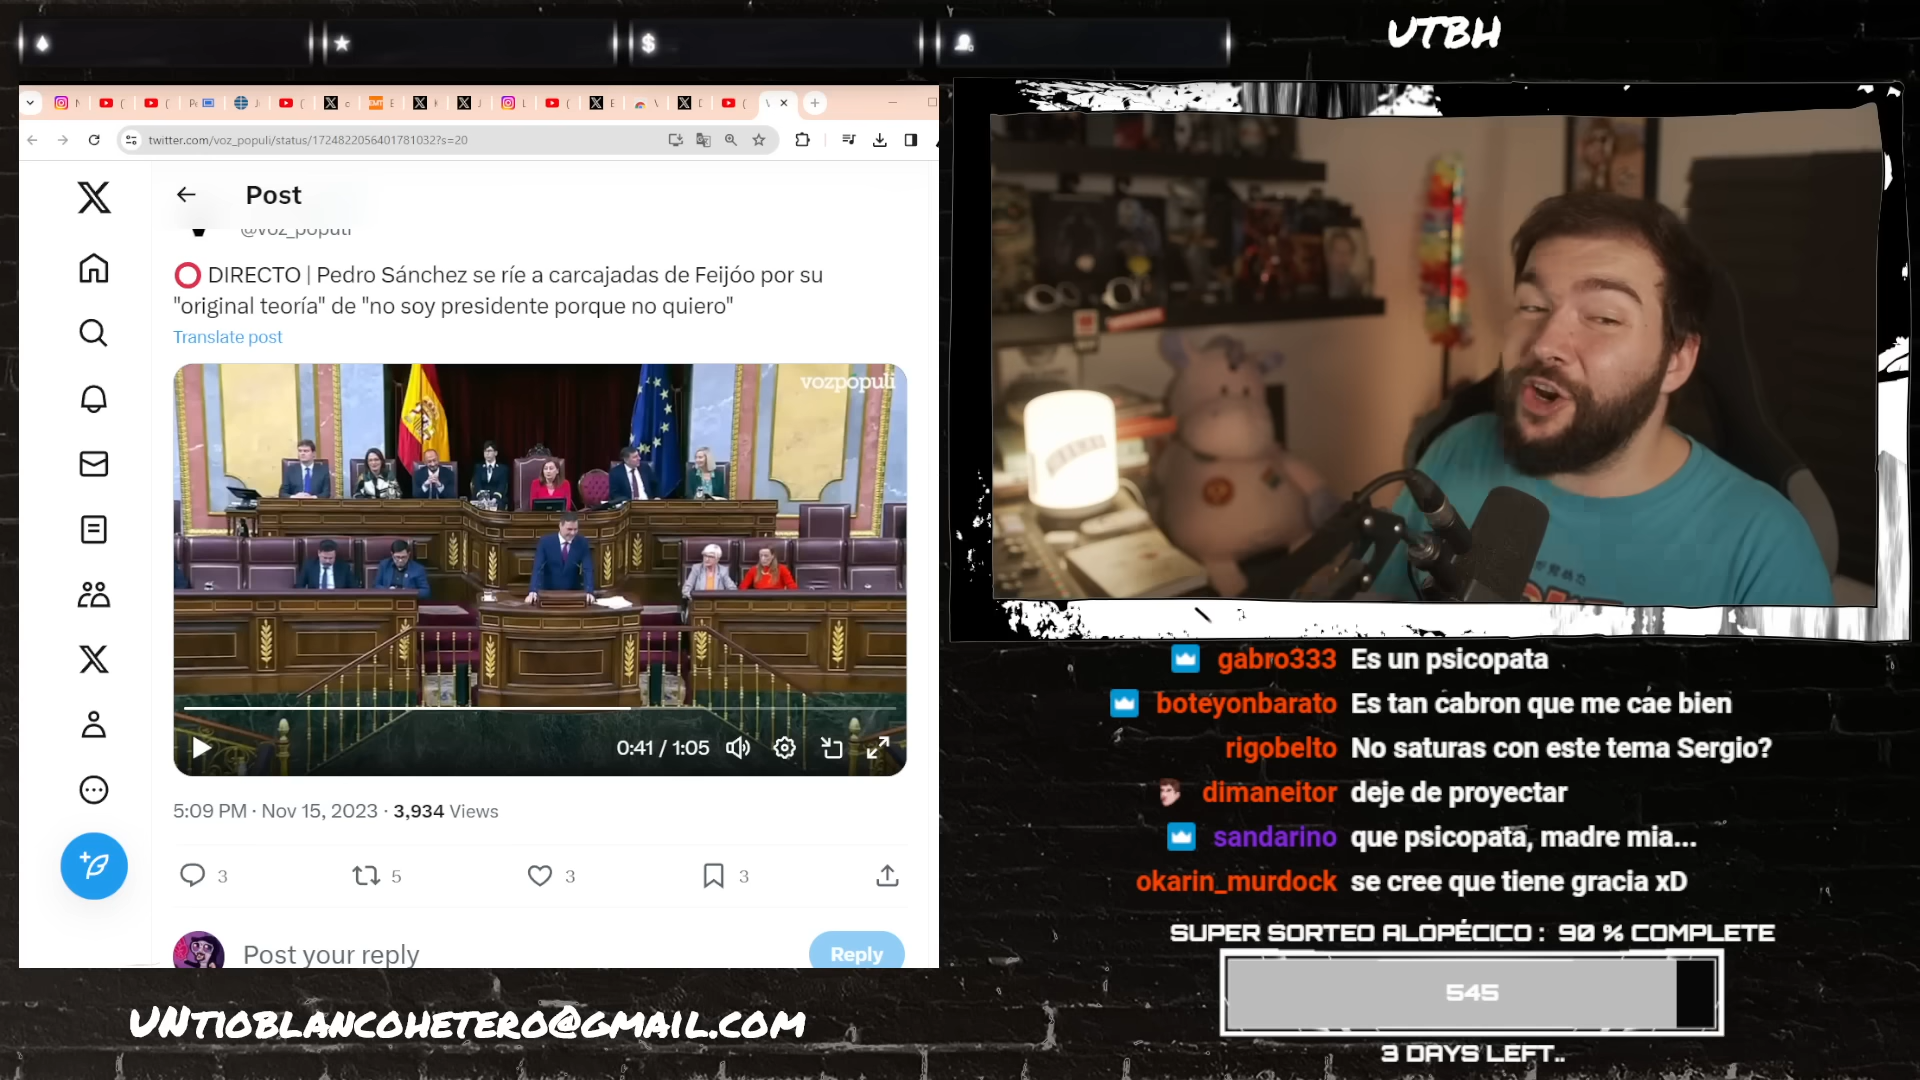 UTBH
twitter.com/voz_populi/status/1724822056401781032?s=20
Post
@voz_populi
DIRECTO | Pedro Sánchez se ríe a carcajadas de Feijóo por su
"original teoría" de "no soy presidente porque no quiero"
Translate post
vozpopuli
0:41 / 1:05
5:09 PM · Nov 15, 2023 · 3,934 Views
3
5
3
3
Post your reply
Reply
gabro333 Es un psicopata
boteyonbarato Es tan cabron que me cae bien
rigobelto No saturas con este tema Sergio?
dimaneitor deje de proyectar
sandarino que psicopata, madre mia...
okarin_murdock se cree que tiene gracia xD
SUPER SORTEO ALOPÉCICO : 90 % COMPLETE
545
3 DAYS LEFT..
UNTIOBLANCOHETERO@GMAIL.COM